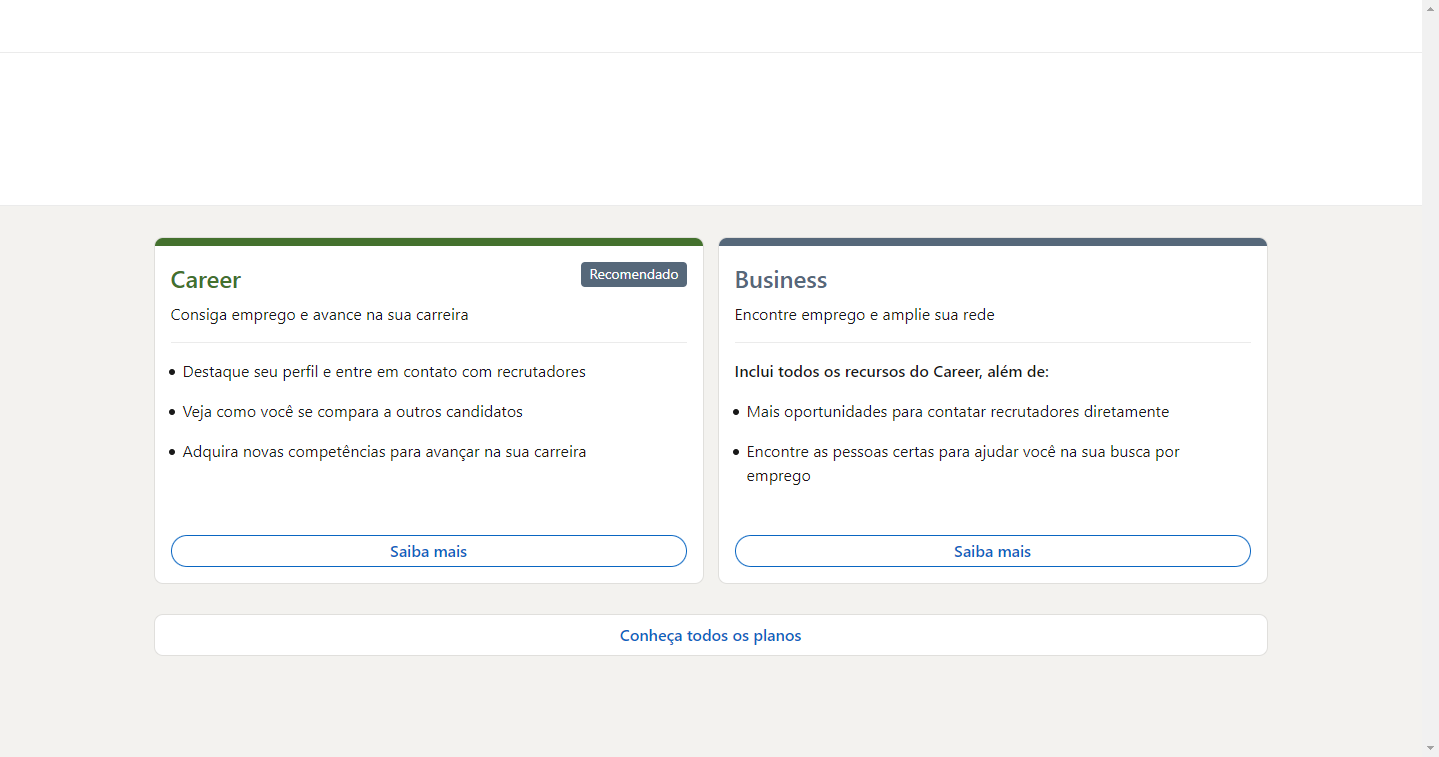 Career
Recomendado
Consiga emprego e avance na sua carreira
Destaque seu perfil e entre em contato com recrutadores
Veja como você se compara a outros candidatos
Adquira novas competências para avançar na sua carreira
Saiba mais
Business
Encontre emprego e amplie sua rede
Inclui todos os recursos do Career, além de:
Mais oportunidades para contatar recrutadores diretamente
Encontre as pessoas certas para ajudar você na sua busca por
emprego
Saiba mais
Conheça todos os planos